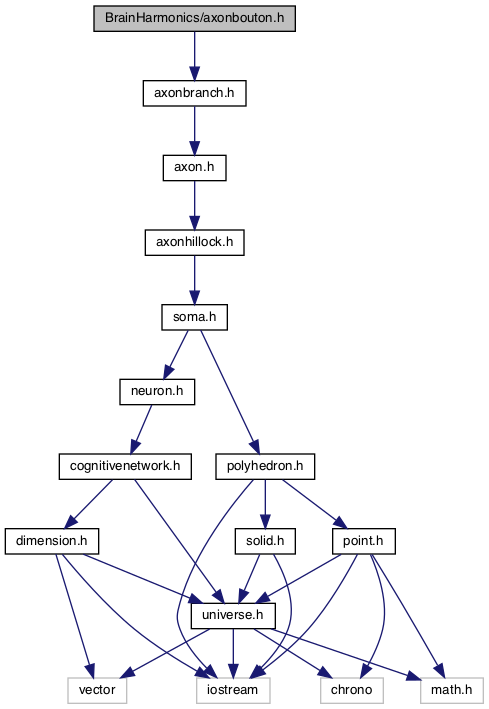 BrainHarmonics/axonbouton.h
axonbranch.h
axon.h
axonhillock.h
soma.h
neuron.h
cognitivenetwork.h
polyhedron.h
dimension.h
solid.h
point.h
universe.h
vector
iostream
chrono
math.h